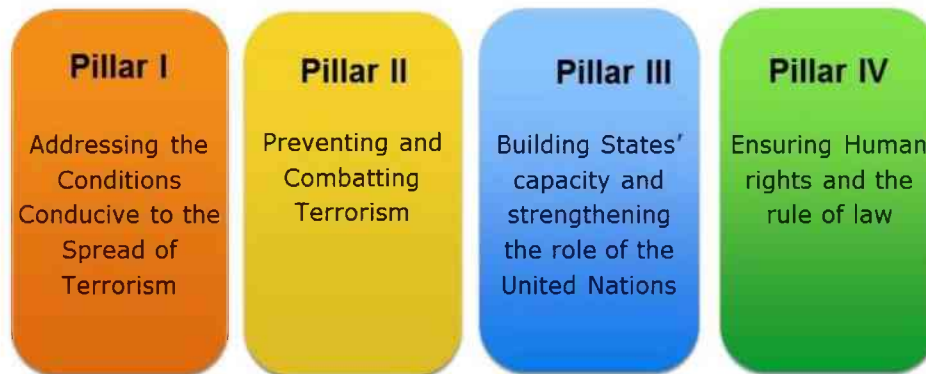 Pillar I
Addressing the
Conditions
Conducive to the
Spread of
Terrorism
Pillar II
Preventing and
Combatting
Terrorism
Pillar III
Building States’
capacity and
strengthening
the role of the
United Nations
Pillar IV
Ensuring Human
rights and the
rule of law